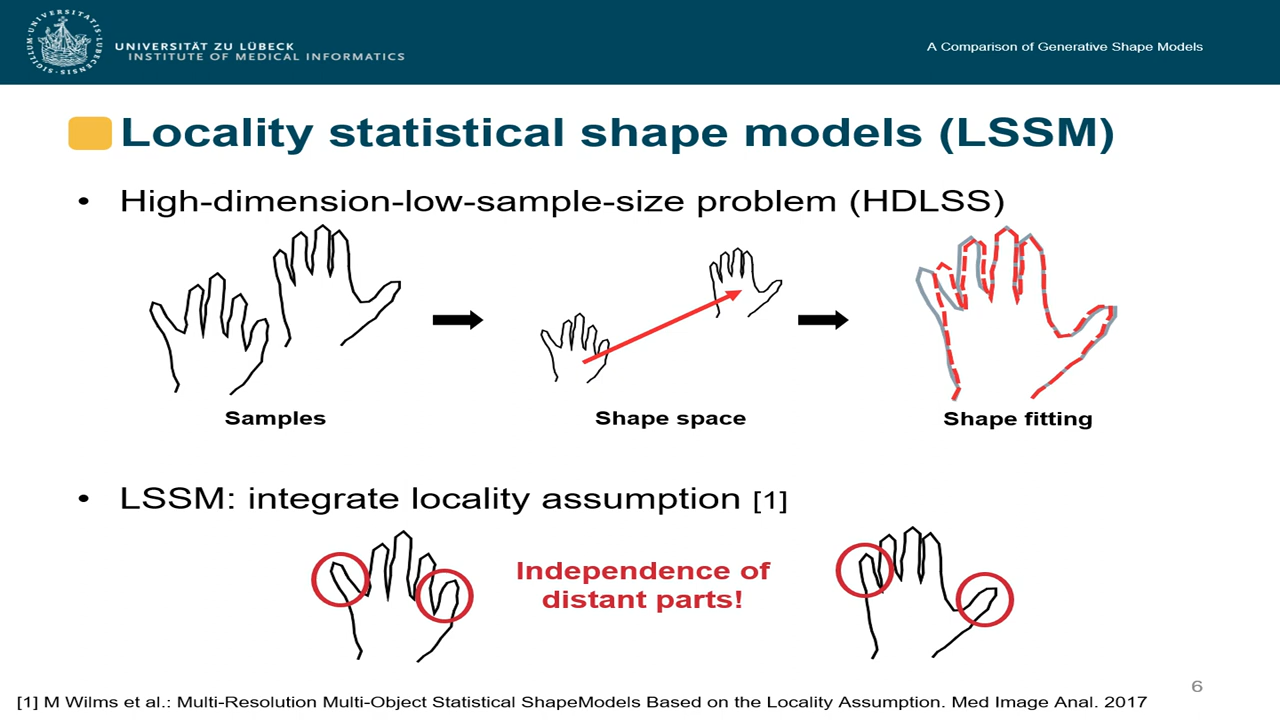 UNIVERSITÄT ZU LÜBECK
INSTITUTE OF MEDICAL INFORMATICS
A Comparison of Generative Shape Models
Locality statistical shape models (LSSM)
• High-dimension-low-sample-size problem (HDLSS)
Samples
Shape space
Shape fitting
• LSSM: integrate locality assumption [1]
Independence of
distant parts!
6
[1] M Wilms et al.: Multi-Resolution Multi-Object Statistical ShapeModels Based on the Locality Assumption. Med Image Anal. 2017